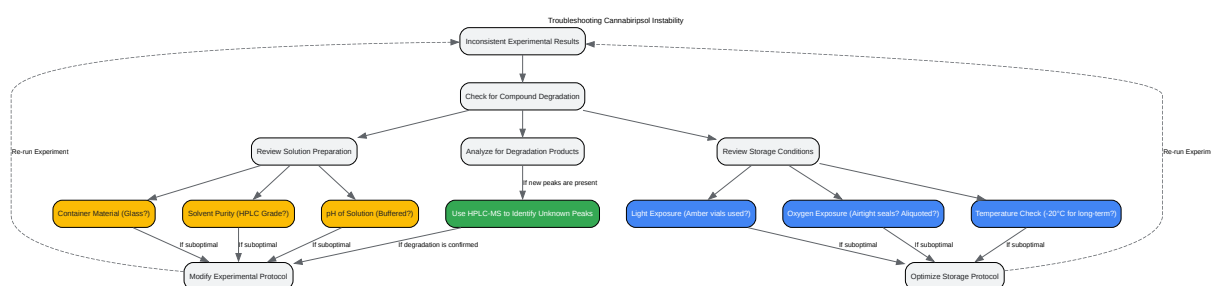 Troubleshooting Cannabiripsol Instability
Inconsistent Experimental Results
Check for Compound Degradation
Re-run Experiment
Review Solution Preparation
Analyze for Degradation Products
Review Storage Conditions
Re-run Experim
If new peaks are present
Container Material (Glass?)
Solvent Purity (HPLC Grade?)
pH of Solution (Buffered?)
Use HPLC-MS to Identify Unknown Peaks
Light Exposure (Amber vials used?)
Oxygen Exposure (Airtight seals? Aliquoted?)
Temperature Check (-20°C for long-term?)
If suboptimal
If suboptimal
If suboptimal
If degradation is confirmed
If suboptimal
If suboptimal
If suboptimal
Modify Experimental Protocol
Optimize Storage Protocol